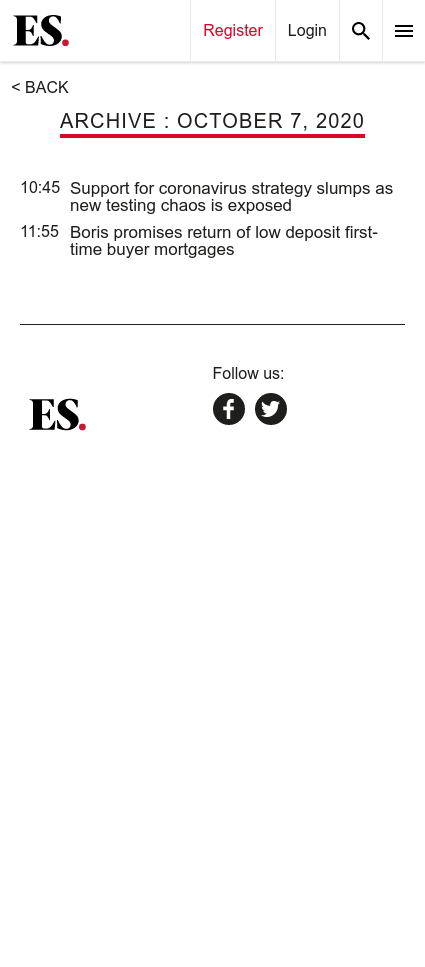 ES.
Register
Login
< BACK
ARCHIVE : OCTOBER 7, 2020
10:45 Support for coronavirus strategy slumps as
new testing chaos is exposed
11:55 Boris promises return of low deposit first-
time buyer mortgages
Follow us:
ES.